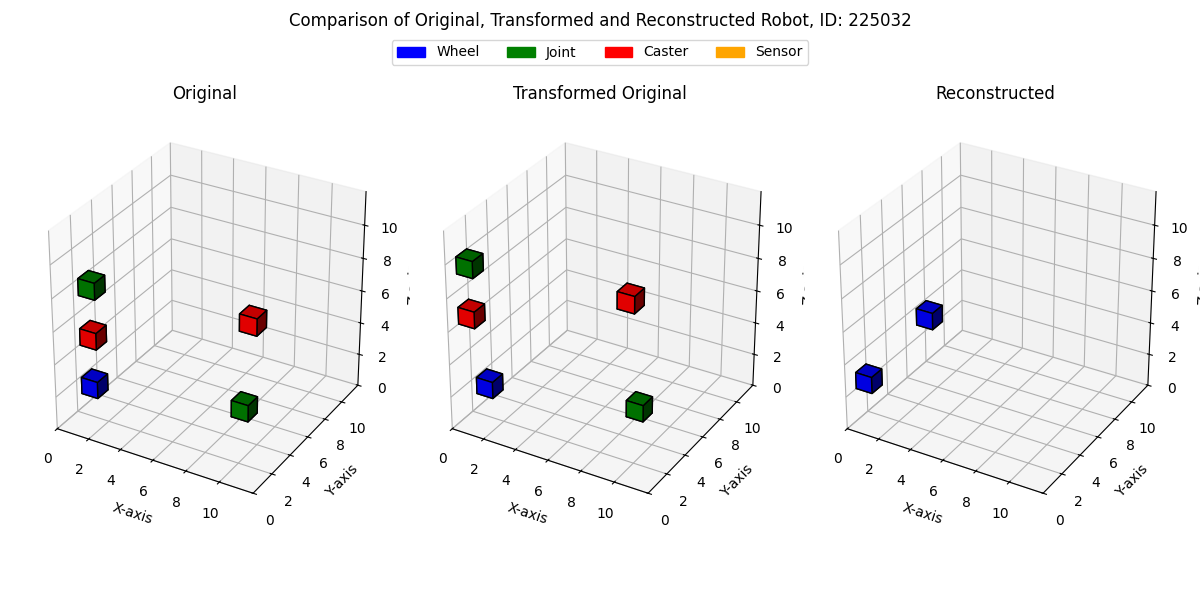 Comparison of Original, Transformed and Reconstructed Robot, ID: 225032
Wheel Joint Caster Sensor
Original
Transformed Original
Reconstructed
0 2 4 6 8 10
X-axis
0 2 4 6 8 10
Y-axis
0 2 4 6 8 10
0 2 4 6 8 10
X-axis
0 2 4 6 8 10
Y-axis
0 2 4 6 8 10
0 2 4 6 8 10
X-axis
0 2 4 6 8 10
Y-axis
0 2 4 6 8 10